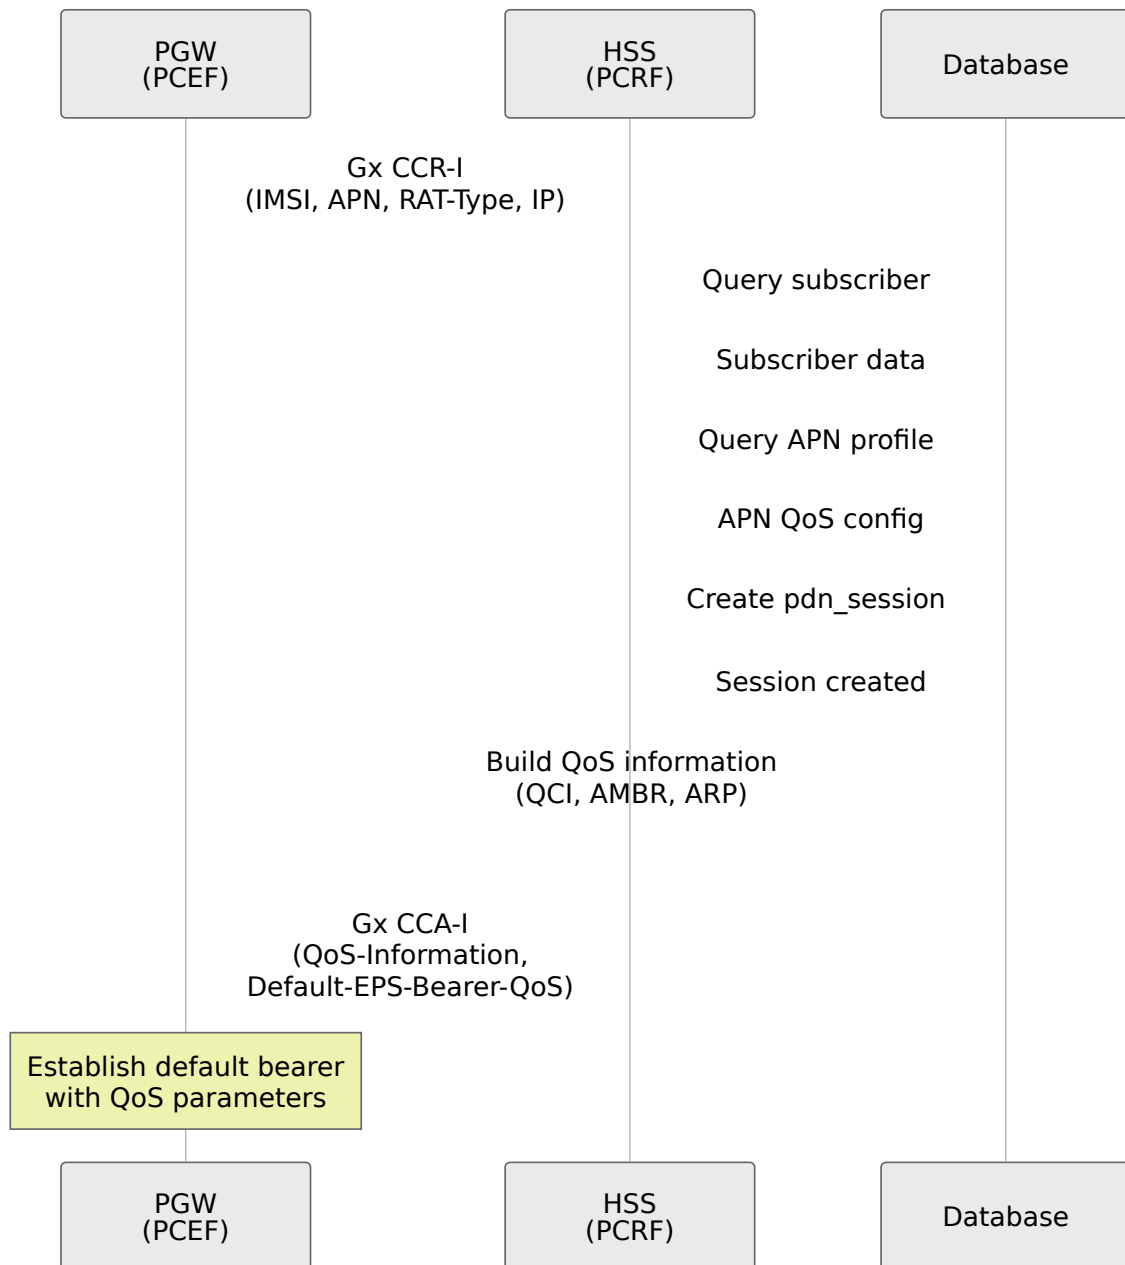 PGW
(PCEF)
HSS
(PCRF)
Database
Gx CCR-I
(IMSI, APN, RAT-Type, IP)
Query subscriber
Subscriber data
Query APN profile
APN QoS config
Create pdn_session
Session created
Build QoS information
(QCI, AMBR, ARP)
Gx CCA-I
(QoS-Information,
Default-EPS-Bearer-QoS)
Establish default bearer
with QoS parameters
PGW
(PCEF)
HSS
(PCRF)
Database